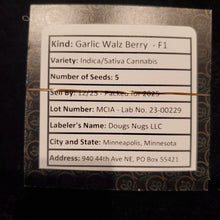 Kind: Garlic Walz Berry - F1
Variety: Indica/Sativa Cannabis
Number of Seeds: 5
Sell By: 12/25 - Packed for 2025
Lot Number: MCIA - Lab No. 23-00229
Labeler's Name: Dougs Nugs LLC
City and State: Minneapolis, Minnesota
Address: 940 44th Ave NE, PO Box 55421